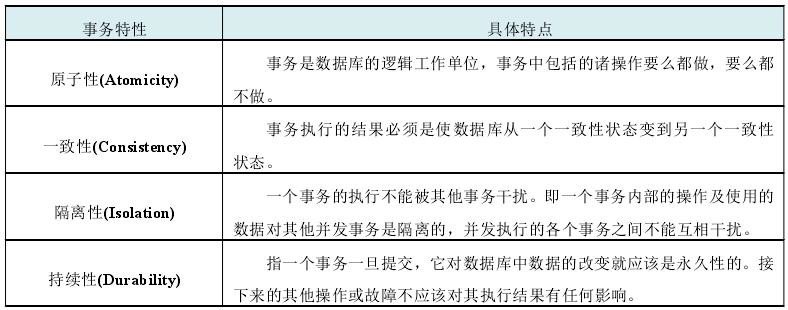 事务特性 具体特点
原子性(Atomicity)
事务是数据库的逻辑工作单位，事务中包括的诸操作要么都做，要么都
不做。
一致性(Consistency)
事务执行的结果必须是使数据库从一个一致性状态变到另一个一致性
状态。
隔离性(Isolation)
一个事务的执行不能被其他事务干扰。即一个事务内部的操作及使用的
数据对其他并发事务是隔离的，并发执行的各个事务之间不能互相干扰。
持续性(Durability)
指一个事务一旦提交，它对数据库中数据的改变就应该是永久性的。接
下来的其他操作或故障不应该对其执行结果有任何影响。